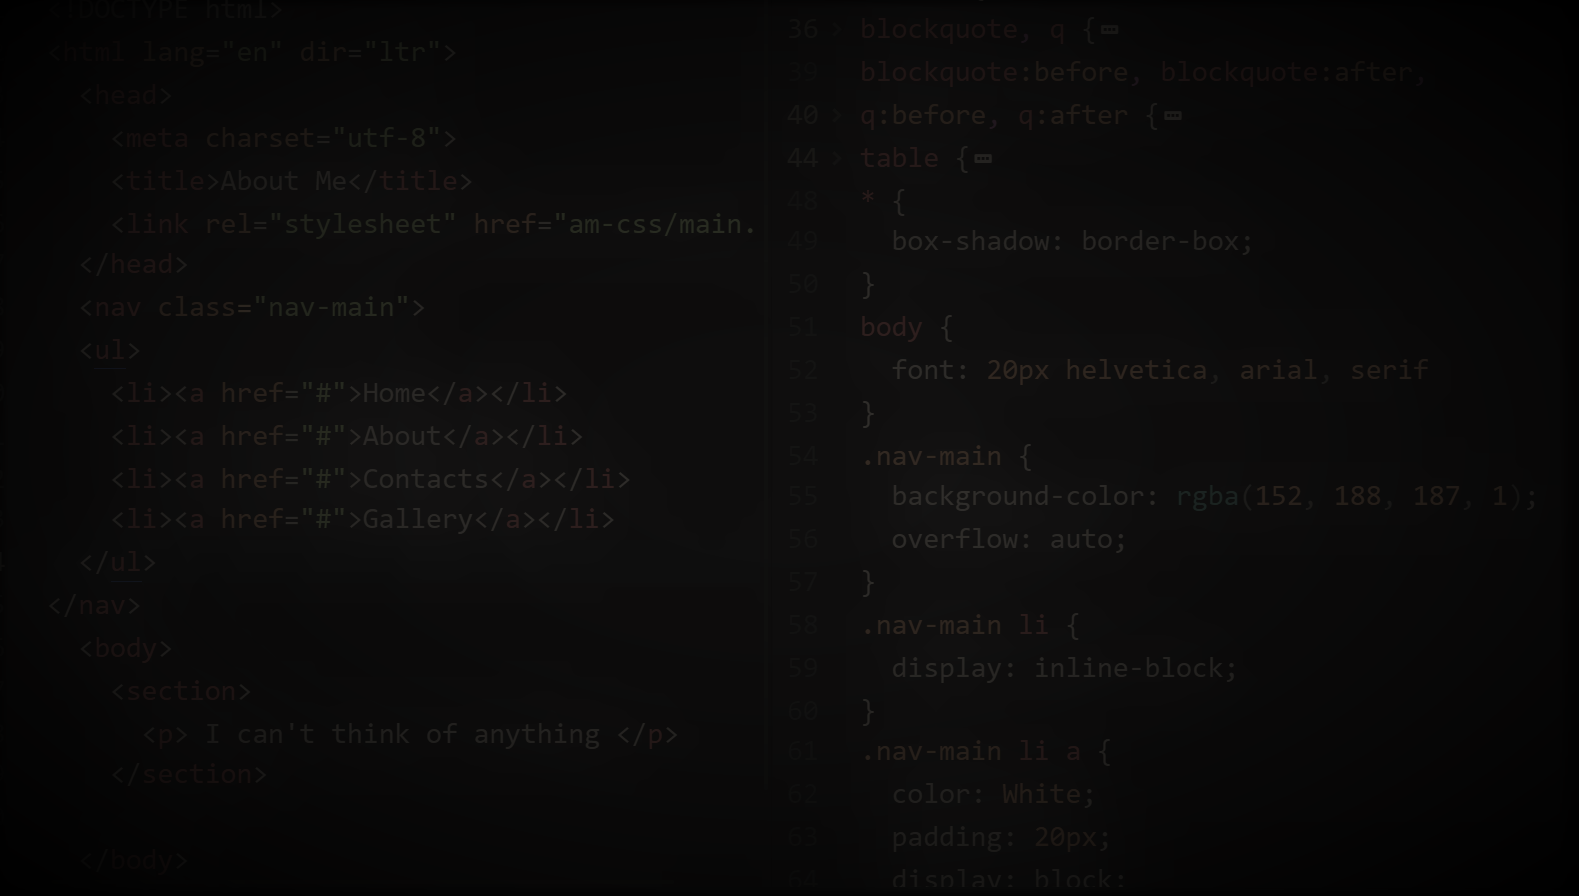 <!DOCTYPE html>
<html lang="en" dir="ltr">
<head>
<meta charset="utf-8">
<title>About Me</title>
<link rel="stylesheet" href="am-css/main.
</head>
<nav class="nav-main">
<ul>
<li><a href="#">Home</a></li>
<li><a href="#">About</a></li>
<li><a href="#">Contacts</a></li>
<li><a href="#">Gallery</a></li>
</ul>
</nav>
<body>
<section>
<p> I can't think of anything </p>
</section>
</body>
36 blockquote, q {
39 blockquote:before, blockquote:after,
40 q:before, q:after {
44 table {
48 * {
49 box-shadow: border-box;
50 }
51 body {
52 font: 20px helvetica, arial, serif
53 }
54 .nav-main {
55 background-color: rgba(152, 188, 187, 1);
56 overflow: auto;
57 }
58 .nav-main li {
59 display: inline-block;
60 }
61 .nav-main li a {
62 color: White;
63 padding: 20px;
64 display: block;